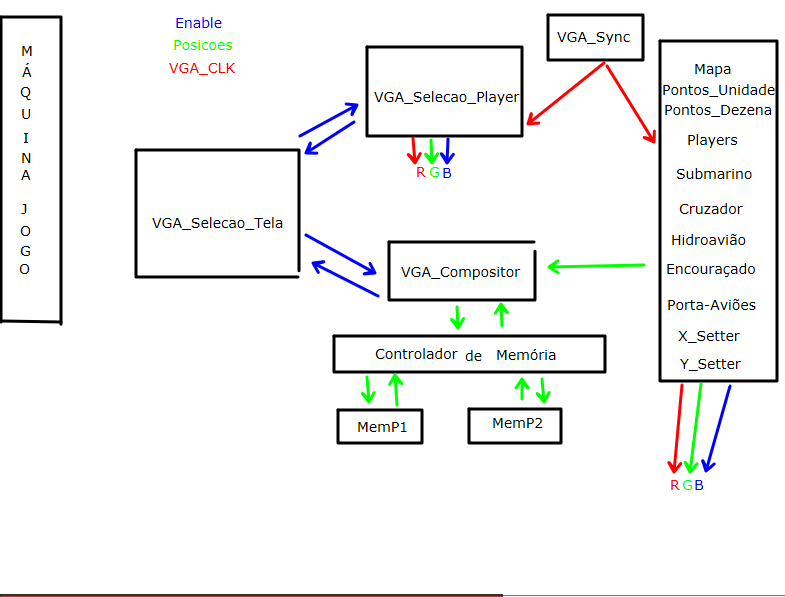 M
Á
Q
U
I
N
A
J
O
G
O
Enable
Posicoes
VGA_CLK
VGA_Selecao_Player
R G B
VGA_Sync
Mapa
Pontos_Unidade
Pontos_Dezena
Players
Submarino
Cruzador
Hidroavião
Encouraçado
Porta-Aviões
X_Setter
Y_Setter
R G B
VGA_Selecao_Tela
VGA_Compositor
Controlador de Memória
MemP1
MemP2